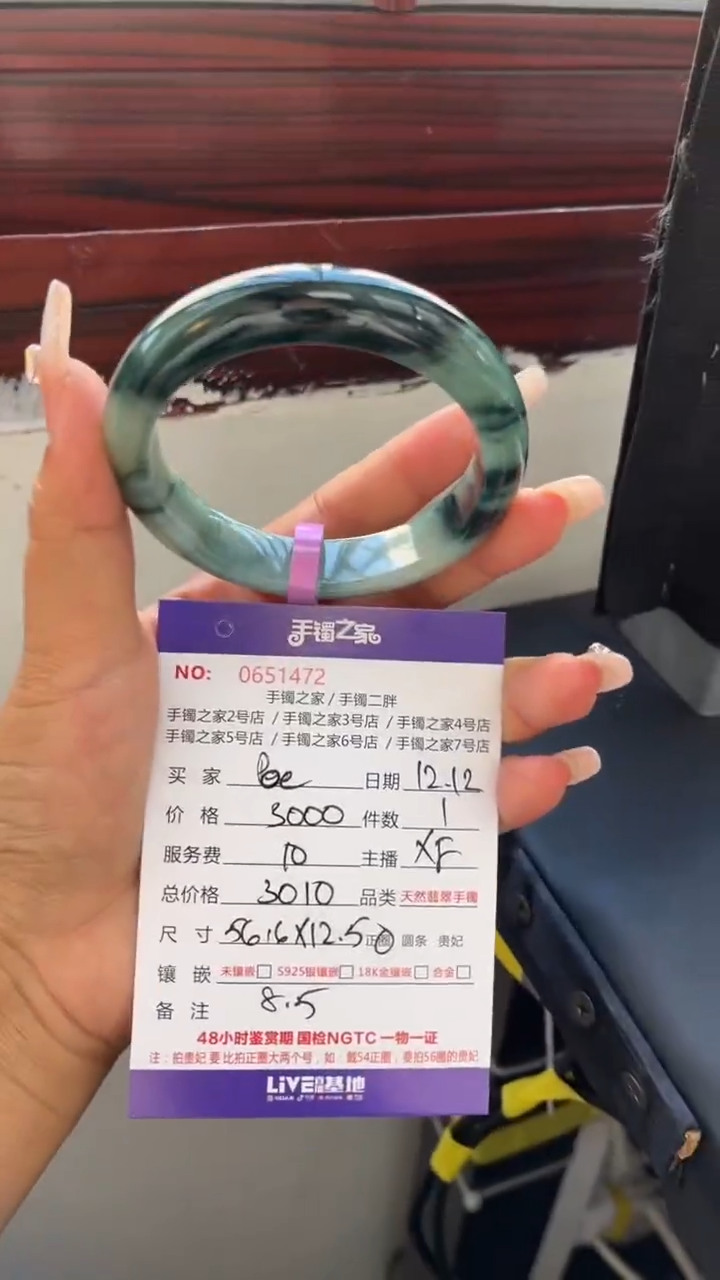 手镯之家
NO: 0651472
手镯之家 / 手镯二胖
手镯之家2号店 / 手镯之家3号店 / 手镯之家4号店
手镯之家5号店 / 手镯之家6号店 / 手镯之家7号店
买 家 日期 12.12
价 格 3000 件数 1
服务费 10 主播 XF
总价格 3010 品类 天然翡翠手镯
尺 寸 56.6X12.5 正圈 圆条 贵妃
镶 嵌 未镶嵌 S925银镶嵌 18K金镶嵌 合金
备 注 8.5
48小时鉴赏期 国检NGTC 一物一证
注：拍贵妃 要 比拍正圈大两个号，如：戴54正圈，要拍56圈的贵妃
LIVE 基地